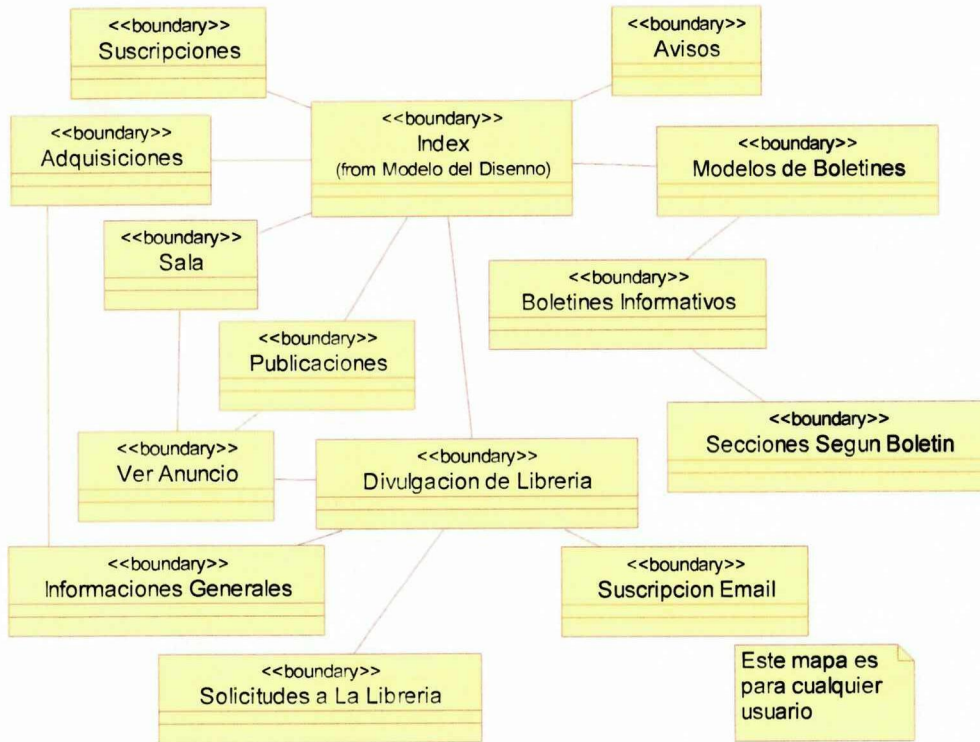 <<boundary>>
Suscripciones
<<boundary>>
Avisos
<<boundary>>
Index
(from Modelo del Disenno)
<<boundary>>
Adquisiciones
<<boundary>>
Modelos de Boletines
<<boundary>>
Sala
<<boundary>>
Boletines Informativos
<<boundary>>
Publicaciones
<<boundary>>
Secciones Segun Boletin
<<boundary>>
Ver Anuncio
<<boundary>>
Divulgacion de Libreria
<<boundary>>
Informaciones Generales
<<boundary>>
Suscripcion Email
<<boundary>>
Solicitudes a La Libreria
Este mapa es
para cualquier
usuario